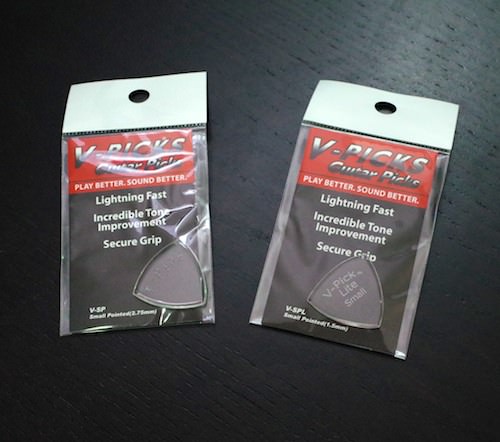 V-PICKS
Guitar Picks
PLAY BETTER. SOUND BETTER.
Lightning Fast
Incredible Tone
Improvement
Secure Grip
V-SP
Small Pointed(2.75mm)
V-PICKS
Guitar Picks
PLAY BETTER. SOUND BETTER.
Lightning Fast
Incredible Tone
Improvement
Secure Grip
V-Pick
Lite
Small
V-SPL
Small Pointed(1.5mm)